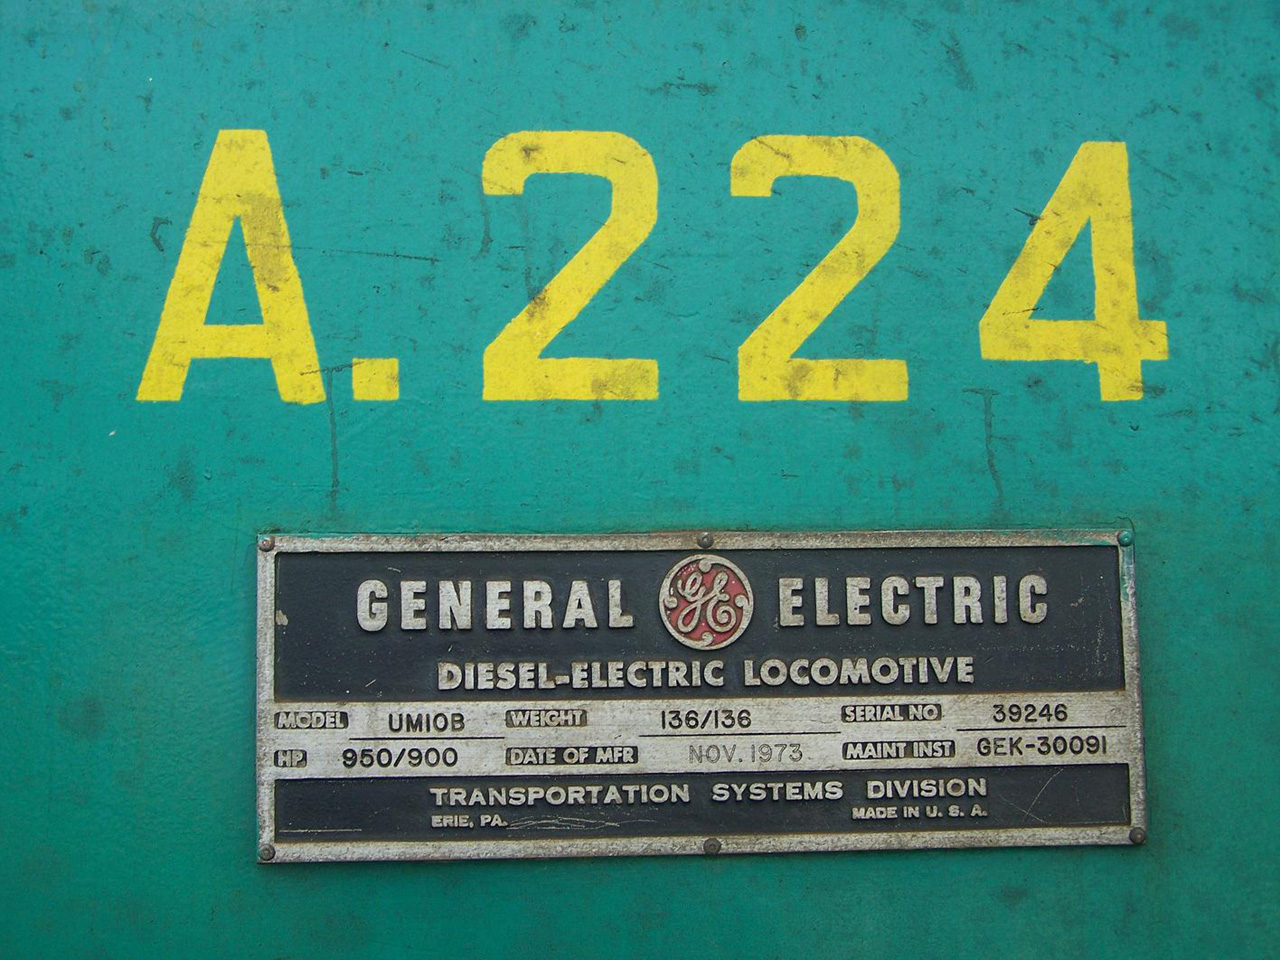 A.224
GENERAL GE ELECTRIC
DIESEL-ELECTRIC LOCOMOTIVE
MODEL UM10B WEIGHT 136/136 SERIAL NO 39246
HP 950/900 DATE OF MFR NOV. 1973 MAINT INST GEK-30091
TRANSPORTATION SYSTEMS DIVISION
ERIE, PA. MADE IN U. S. A.